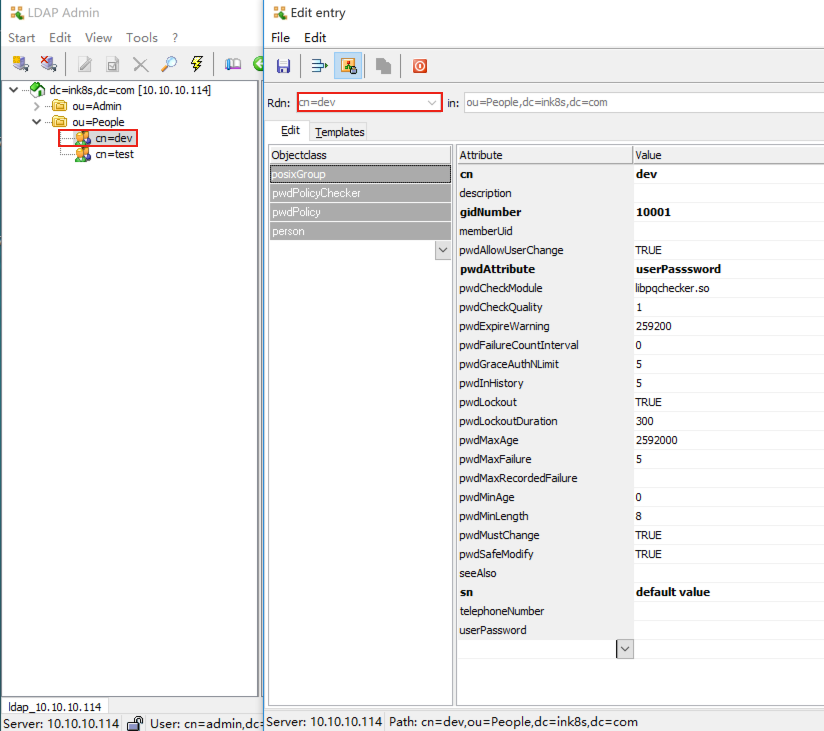 LDAP Admin
Start Edit View Tools ?
dc=ink8s,dc=com [10.10.10.114]
ou=Admin
ou=People
cn=dev
cn=test
ldap_10.10.10.114
Server: 10.10.10.114 User: cn=admin,dc=
Edit entry
File Edit
Rdn: cn=dev in: ou=People,dc=ink8s,dc=com
Edit Templates
Objectclass
posixGroup
pwdPolicyChecker
pwdPolicy
person
Attribute Value
cn dev
description
gidNumber 10001
memberUid
pwdAllowUserChange TRUE
pwdAttribute userPasssword
pwdCheckModule libpqchecker.so
pwdCheckQuality 1
pwdExpireWarning 259200
pwdFailureCountInterval 0
pwdGraceAuthNLimit 5
pwdInHistory 5
pwdLockout TRUE
pwdLockoutDuration 300
pwdMaxAge 2592000
pwdMaxFailure 5
pwdMaxRecordedFailure
pwdMinAge 0
pwdMinLength 8
pwdMustChange TRUE
pwdSafeModify TRUE
seeAlso
sn default value
telephoneNumber
userPassword
Server: 10.10.10.114 Path: cn=dev,ou=People,dc=ink8s,dc=com